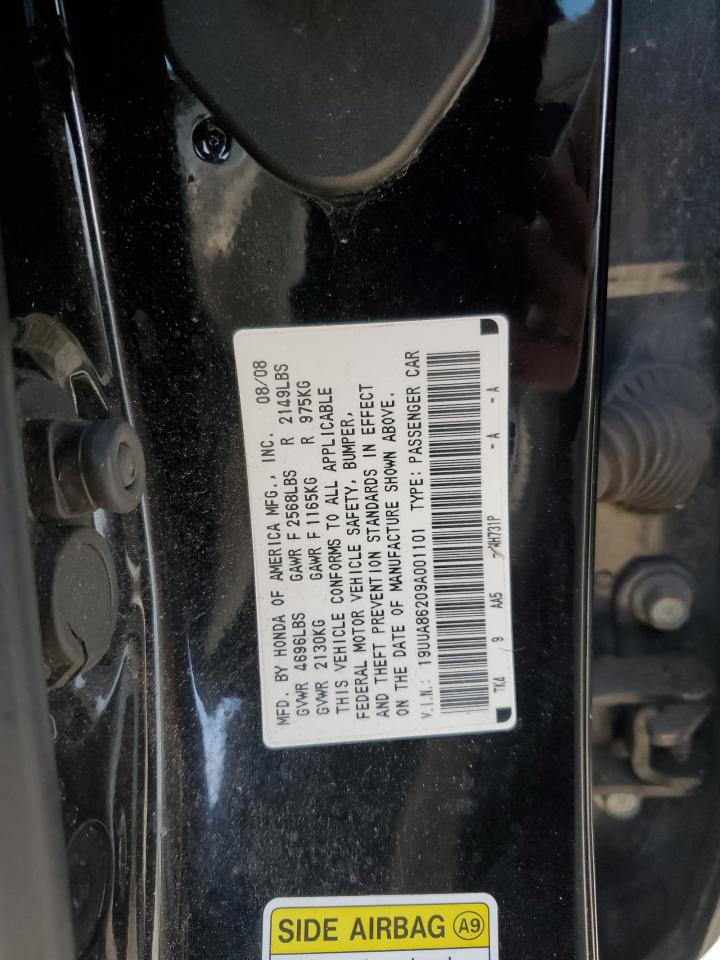 MFD. BY HONDA OF AMERICA MFG., INC. 08/08
GVWR 4696LBS GAWR F 2568LBS R 2149LBS
GVWR 2130KG GAWR F 1165KG R 975KG
THIS VEHICLE CONFORMS TO ALL APPLICABLE
FEDERAL MOTOR VEHICLE SAFETY, BUMPER,
AND THEFT PREVENTION STANDARDS IN EFFECT
ON THE DATE OF MANUFACTURE SHOWN ABOVE.
V.I.N.: 19UUA86209A001101 TYPE: PASSENGER CAR
TK4 / 9 AA5 /WH731P -A -A
SIDE AIRBAG A9